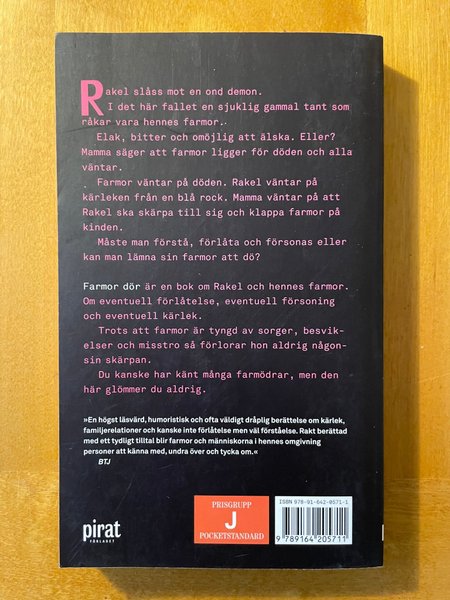 Rakel slåss mot en ond demon.
I det här fallet en sjuklig gammal tant som
råkar vara hennes farmor.
Elak, bitter och omöjlig att älska. Eller?
Mamma säger att farmor ligger för döden och alla
väntar.
Farmor väntar på döden. Rakel väntar på
kärleken från en blå rock. Mamma väntar på att
Rakel ska skärpa till sig och klappa farmor på
kinden.
Måste man förstå, förlåta och försonas eller
kan man lämna sin farmor att dö?
Farmor dör är en bok om Rakel och hennes farmor.
Om eventuell förlåtelse, eventuell försoning
och eventuell kärlek.
Trots att farmor är tyngd av sorger, besvik-
elser och misstro så förlorar hon aldrig någon-
sin skärpan.
Du kanske har känt många farmödrar, men den
här glömmer du aldrig.
»En högst läsvärd, humoristisk och ofta väldigt dråplig berättelse om kärlek,
familjerelationer och kanske inte förlåtelse men väl förståelse. Rakt berättad
med ett tydligt tilltal blir farmor och människorna i hennes omgivning
personer att känna med, undra över och tycka om.«
BTJ
pirat
FÖRLAGET
PRISGRUPP
J
POCKETSTANDARD
ISBN 978-91-642-0571-1
9 789164 205711